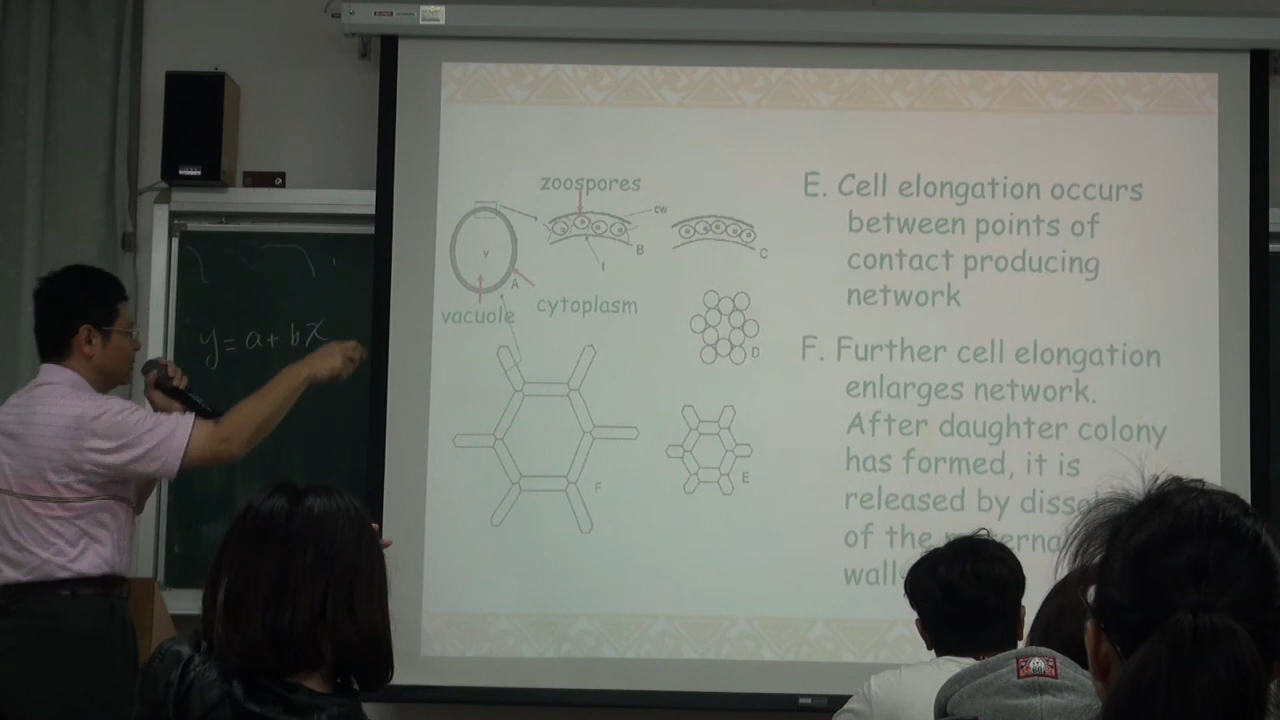 zoospores
cw
B
C
v
A
t
vacuole
cytoplasm
D
E
F
E. Cell elongation occurs
between points of
contact producing
network
F. Further cell elongation
enlarges network.
After daughter colony
has formed, it is
released by
of the
wall
y = a + b x